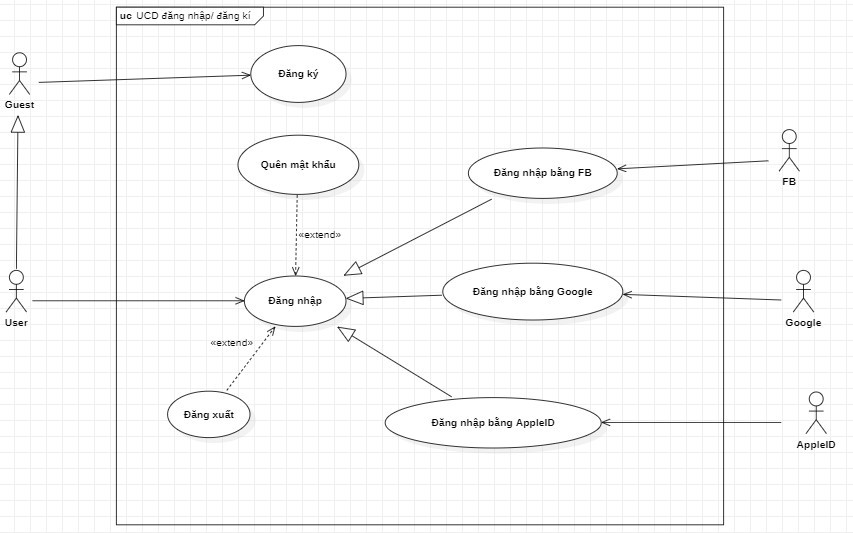 uc UCD đăng nhập/ đăng kí
Đăng ký
Guest
Quên mật khẩu
Đăng nhập bằng FB
FB
«extend»
Đăng nhập
Đăng nhập bằng Google
User
Google
«extend»
Đăng xuất
Đăng nhập bằng AppleID
AppleID